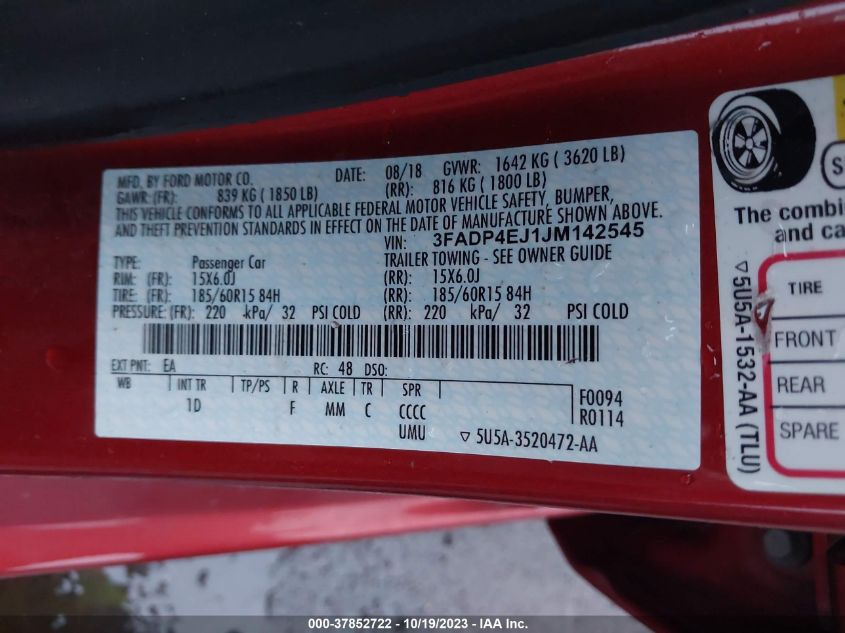 MFD. BY FORD MOTOR CO.
DATE: 08/18 GVWR: 1642 KG ( 3620 LB)
GAWR: (FR): 839 KG ( 1850 LB) (RR): 816 KG ( 1800 LB)
THIS VEHICLE CONFORMS TO ALL APPLICABLE FEDERAL MOTOR VEHICLE SAFETY, BUMPER,
AND THEFT PREVENTION STANDARDS IN EFFECT ON THE DATE OF MANUFACTURE SHOWN ABOVE.
VIN: 3FADP4EJ1JM142545
TYPE: Passenger Car TRAILER TOWING - SEE OWNER GUIDE
RIM: (FR): 15X6.0J (RR): 15X6.0J
TIRE: (FR): 185/60R15 84H (RR): 185/60R15 84H
PRESSURE: (FR): 220 kPa/ 32 PSI COLD (RR): 220 kPa/ 32 PSI COLD
EXT PNT: EA RC: 48 DSO:
WB INT TR TP/PS R AXLE TR SPR
1D F MM C CCCC
UMU
F0094
R0114
▽ 5U5A-3520472-AA
The combi
and ca
▽ 5U5A-1532-AA (TLU)
TIRE
FRONT
REAR
SPARE
000-37852722 - 10/19/2023 - IAA Inc.